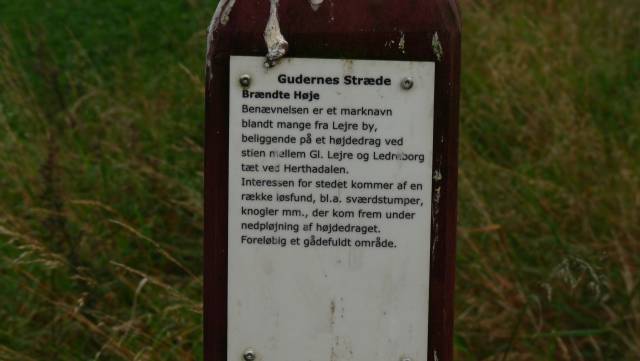 Gudernes Stræde
Brændte Høje
Benævnelsen er et marknavn
blandt mange fra Lejre by,
beliggende på et højdedrag ved
stien mellem Gl. Lejre og Ledreborg
tæt ved Herthadalen.
Interessen for stedet kommer af en
række løsfund, bl.a. sværdstumper,
knogler mm., der kom frem under
nedpløjning af højdedraget.
Foreløbig et gådefuldt område.